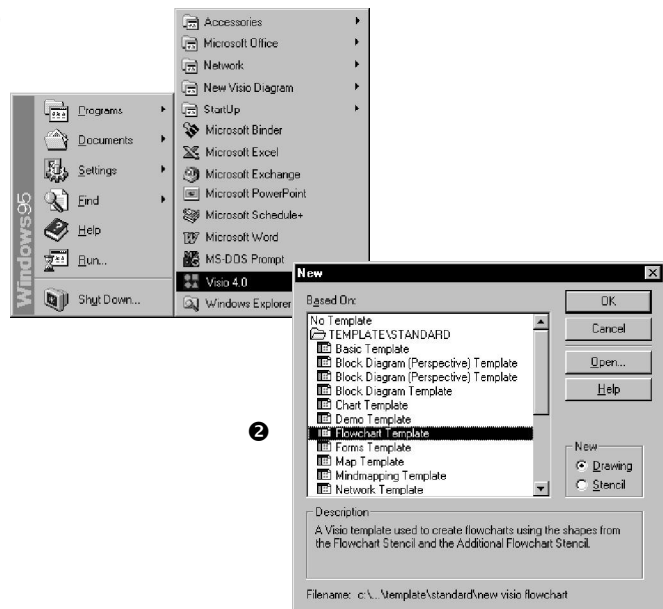 Accessories
Microsoft Office
Network
New Visio Diagram
StartUp
Microsoft Binder
Microsoft Excel
Microsoft Exchange
Microsoft PowerPoint
Microsoft Schedule+
Microsoft Word
MS-DOS Prompt
Visio 4.0
Windows Explorer
Windows95
Programs
Documents
Settings
Find
Help
Run...
Shut Down...
❷
New
Based On:
No Template
TEMPLATE\STANDARD
Basic Template
Block Diagram (Perspective) Template
Block Diagram (Perspective) Template
Block Diagram Template
Chart Template
Demo Template
Flowchart Template
Forms Template
Map Template
Mindmapping Template
Network Template
OK
Cancel
Open...
Help
New
Drawing
Stencil
Description
A Visio template used to create flowcharts using the shapes from
the Flowchart Stencil and the Additional Flowchart Stencil.
Filename: c:\...\template\standard\new visio flowchart